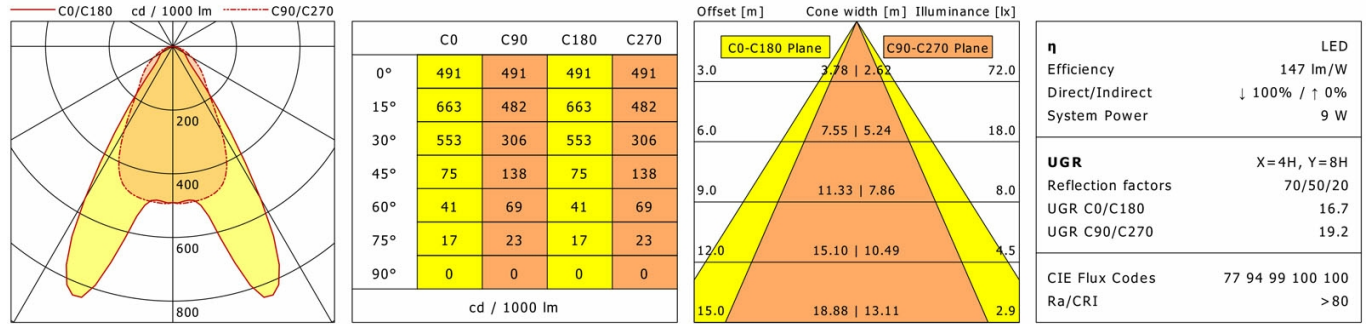 C0/C180 cd / 1000 lm C90/C270
200
400
600
800
C0 C90 C180 C270
0° 491 491 491 491
15° 663 482 663 482
30° 553 306 553 306
45° 75 138 75 138
60° 41 69 41 69
75° 17 23 17 23
90° 0 0 0 0
cd / 1000 lm
Offset [m] Cone width [m] Illuminance [lx]
C0-C180 Plane C90-C270 Plane
3.0 3.78 | 2.62 72.0
6.0 7.55 | 5.24 18.0
9.0 11.33 | 7.86 8.0
12.0 15.10 | 10.49 4.5
15.0 18.88 | 13.11 2.9
η LED
Efficiency 147 lm/W
Direct/Indirect ↓ 100% / ↑ 0%
System Power 9 W
UGR X=4H, Y=8H
Reflection factors 70/50/20
UGR C0/C180 16.7
UGR C90/C270 19.2
CIE Flux Codes 77 94 99 100 100
Ra/CRI >80